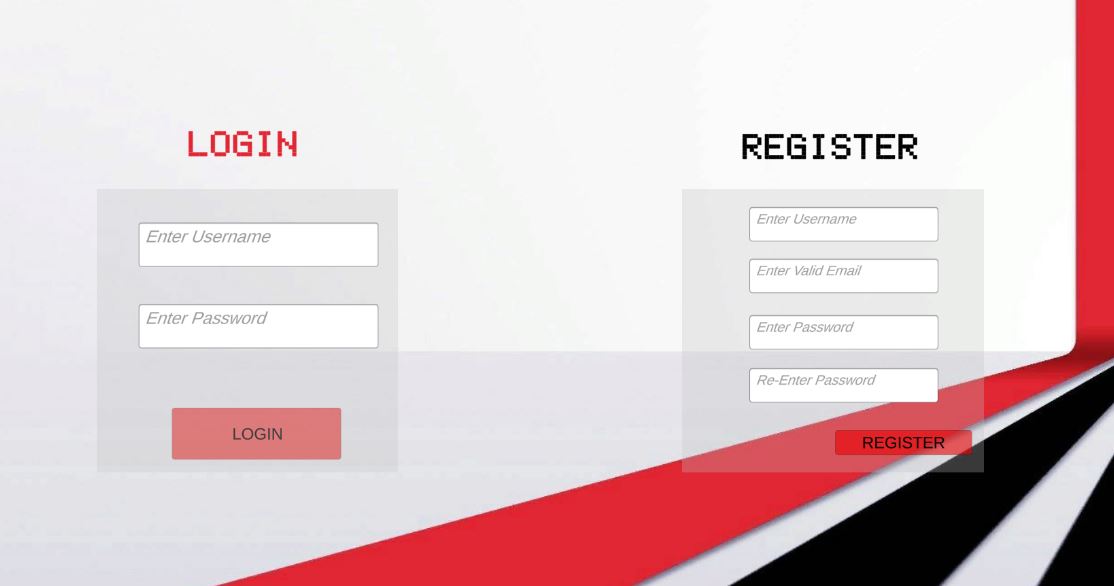 LOGIN
Enter Username
Enter Password
LOGIN
REGISTER
Enter Username
Enter Valid Email
Enter Password
Re-Enter Password
REGISTER